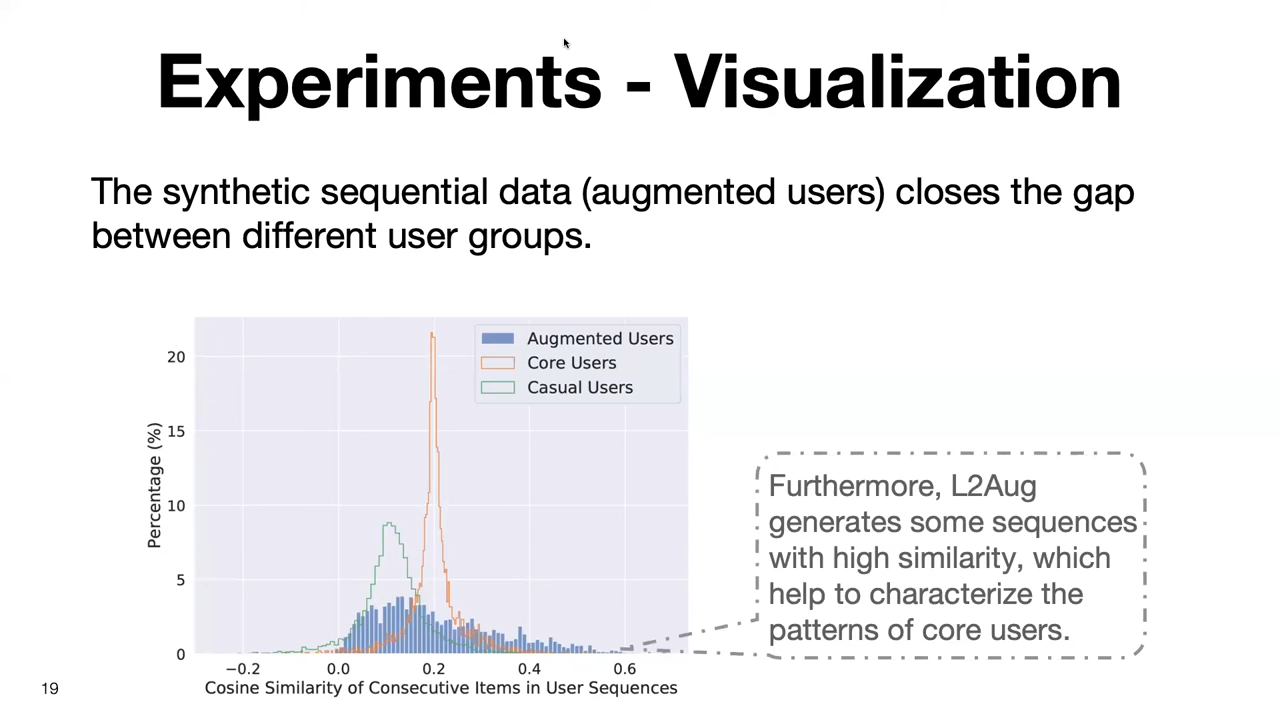 Experiments - Visualization
The synthetic sequential data (augmented users) closes the gap
between different user groups.
Augmented Users
Core Users
Casual Users
20
15
10
5
0
Percentage (%)
−0.2 0.0 0.2 0.4 0.6
Cosine Similarity of Consecutive Items in User Sequences
Furthermore, L2Aug
generates some sequences
with high similarity, which
help to characterize the
patterns of core users.
19